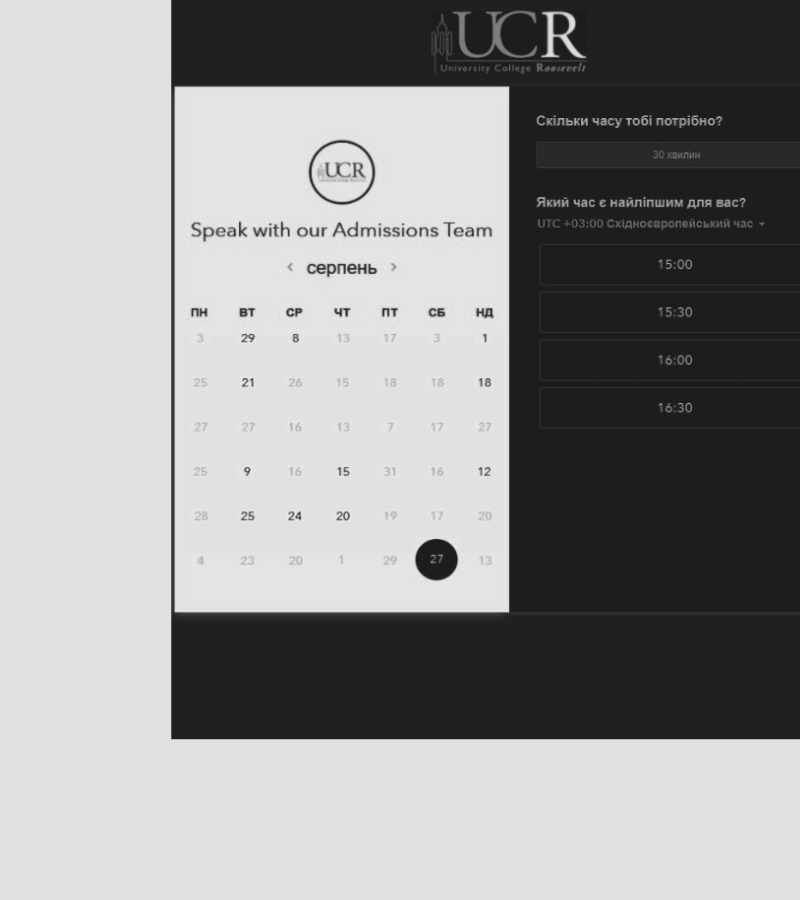 UCR
University College Roosevelt
UCR
Speak with our Admissions Team
серпень
ПН ВТ СР ЧТ ПТ СБ НД
3 29 8 13 17 3 1
25 21 26 15 18 18 18
27 27 16 13 7 17 27
25 9 16 15 31 16 12
28 25 24 20 19 17 20
4 23 20 1 29 27 13
Скільки часу тобі потрібно?
30 хвилин
Який час є найліпшим для вас?
UTC +03:00 Східноєвропейський час
15:00
15:30
16:00
16:30